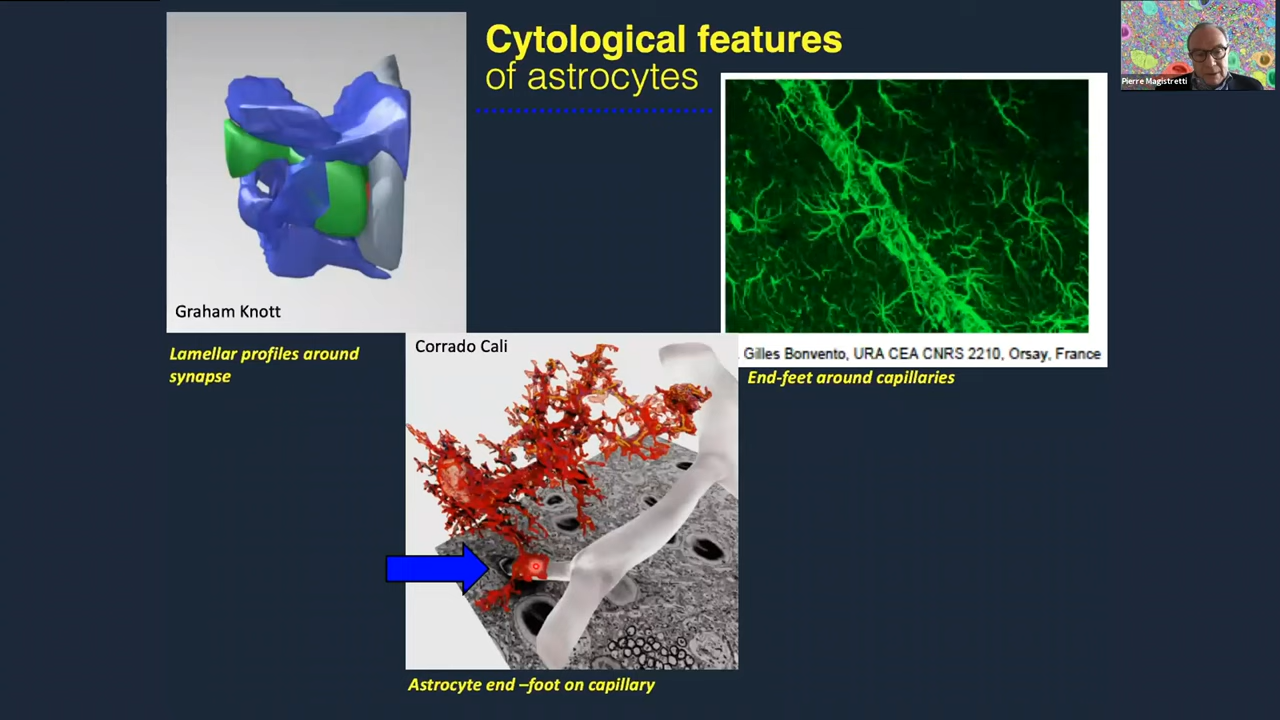 Cytological features
of astrocytes
Pierre Magistretti
Graham Knott
Lamellar profiles around
synapse
Corrado Cali
. Gilles Bonvento, URA CEA CNRS 2210, Orsay, France
End-feet around capillaries
Astrocyte end –foot on capillary